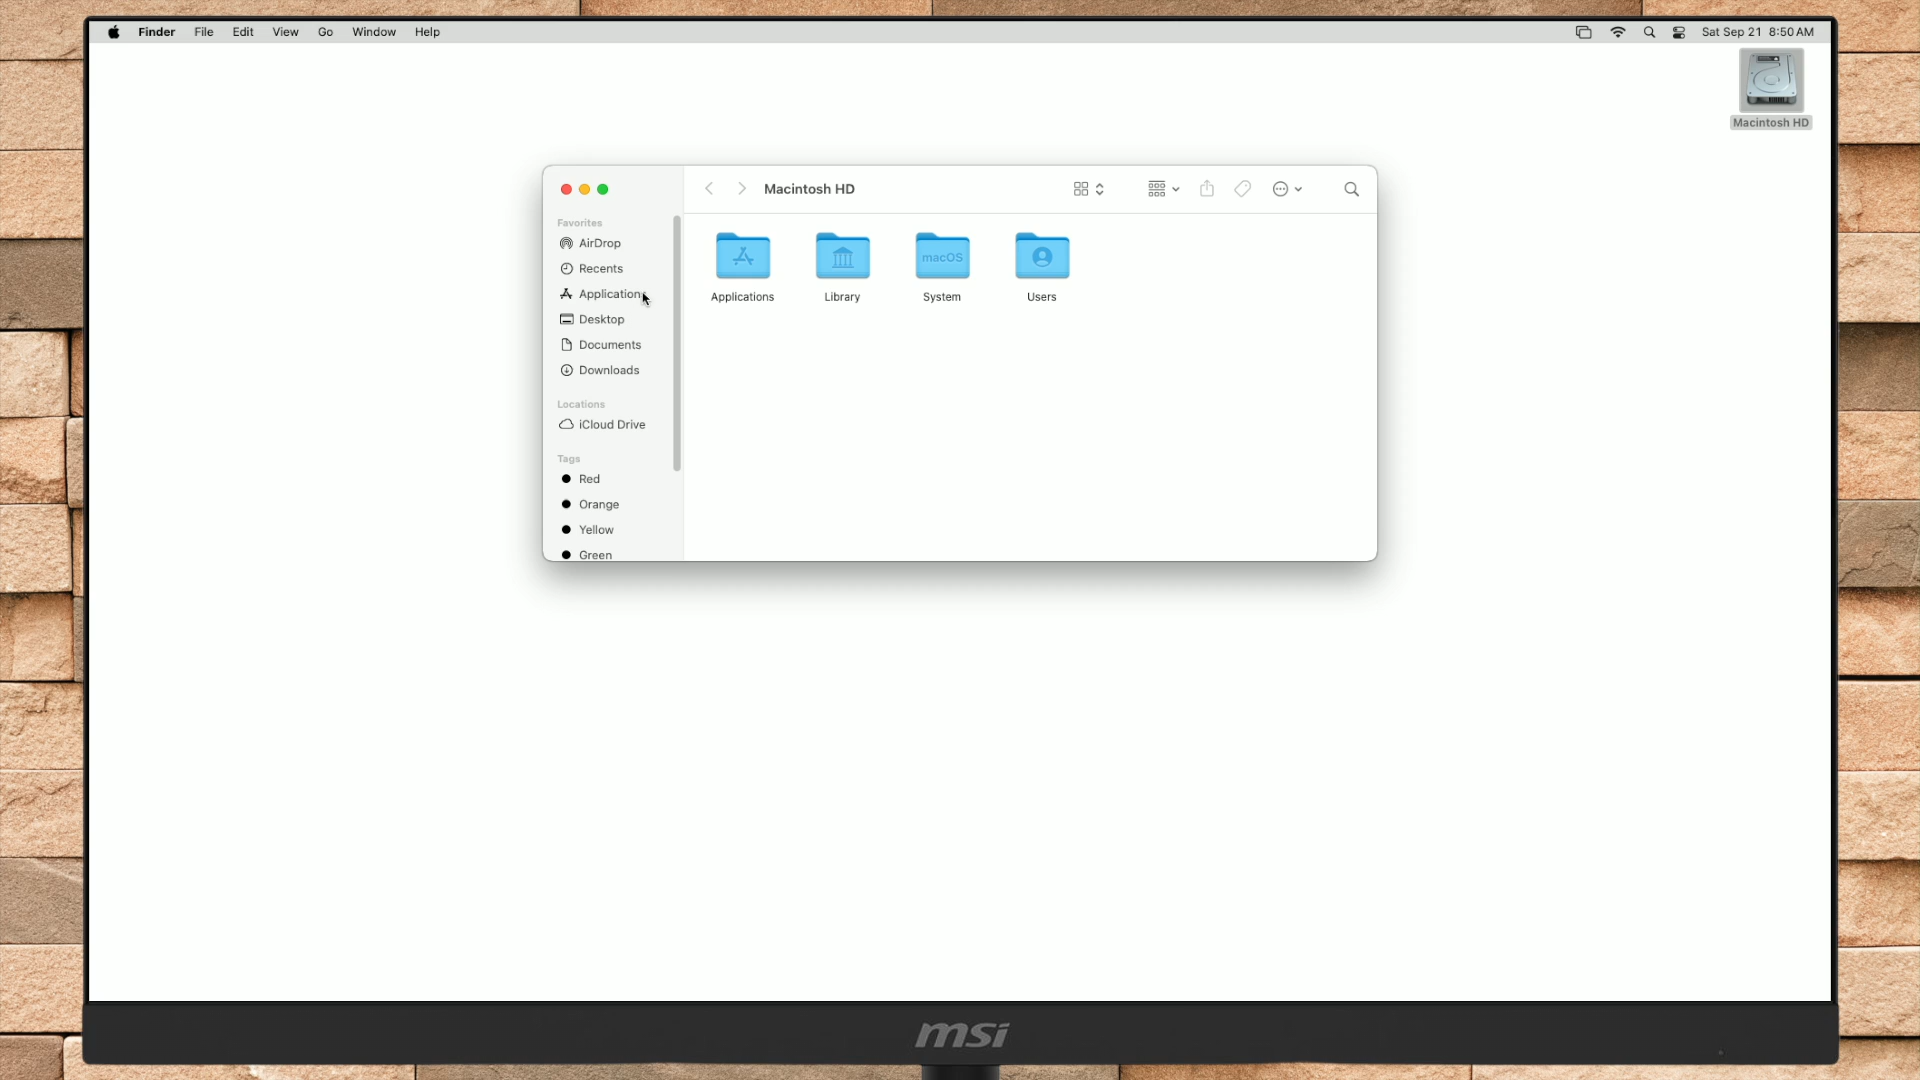 Finder File Edit View Go Window Help Sat Sep 21 8:50 AM
Macintosh HD
Macintosh HD
Favorites
AirDrop
Recents
Applications
Desktop
Documents
Downloads
Locations
iCloud Drive
Tags
Red
Orange
Yellow
Green
macOS
Applications Library System Users
msi